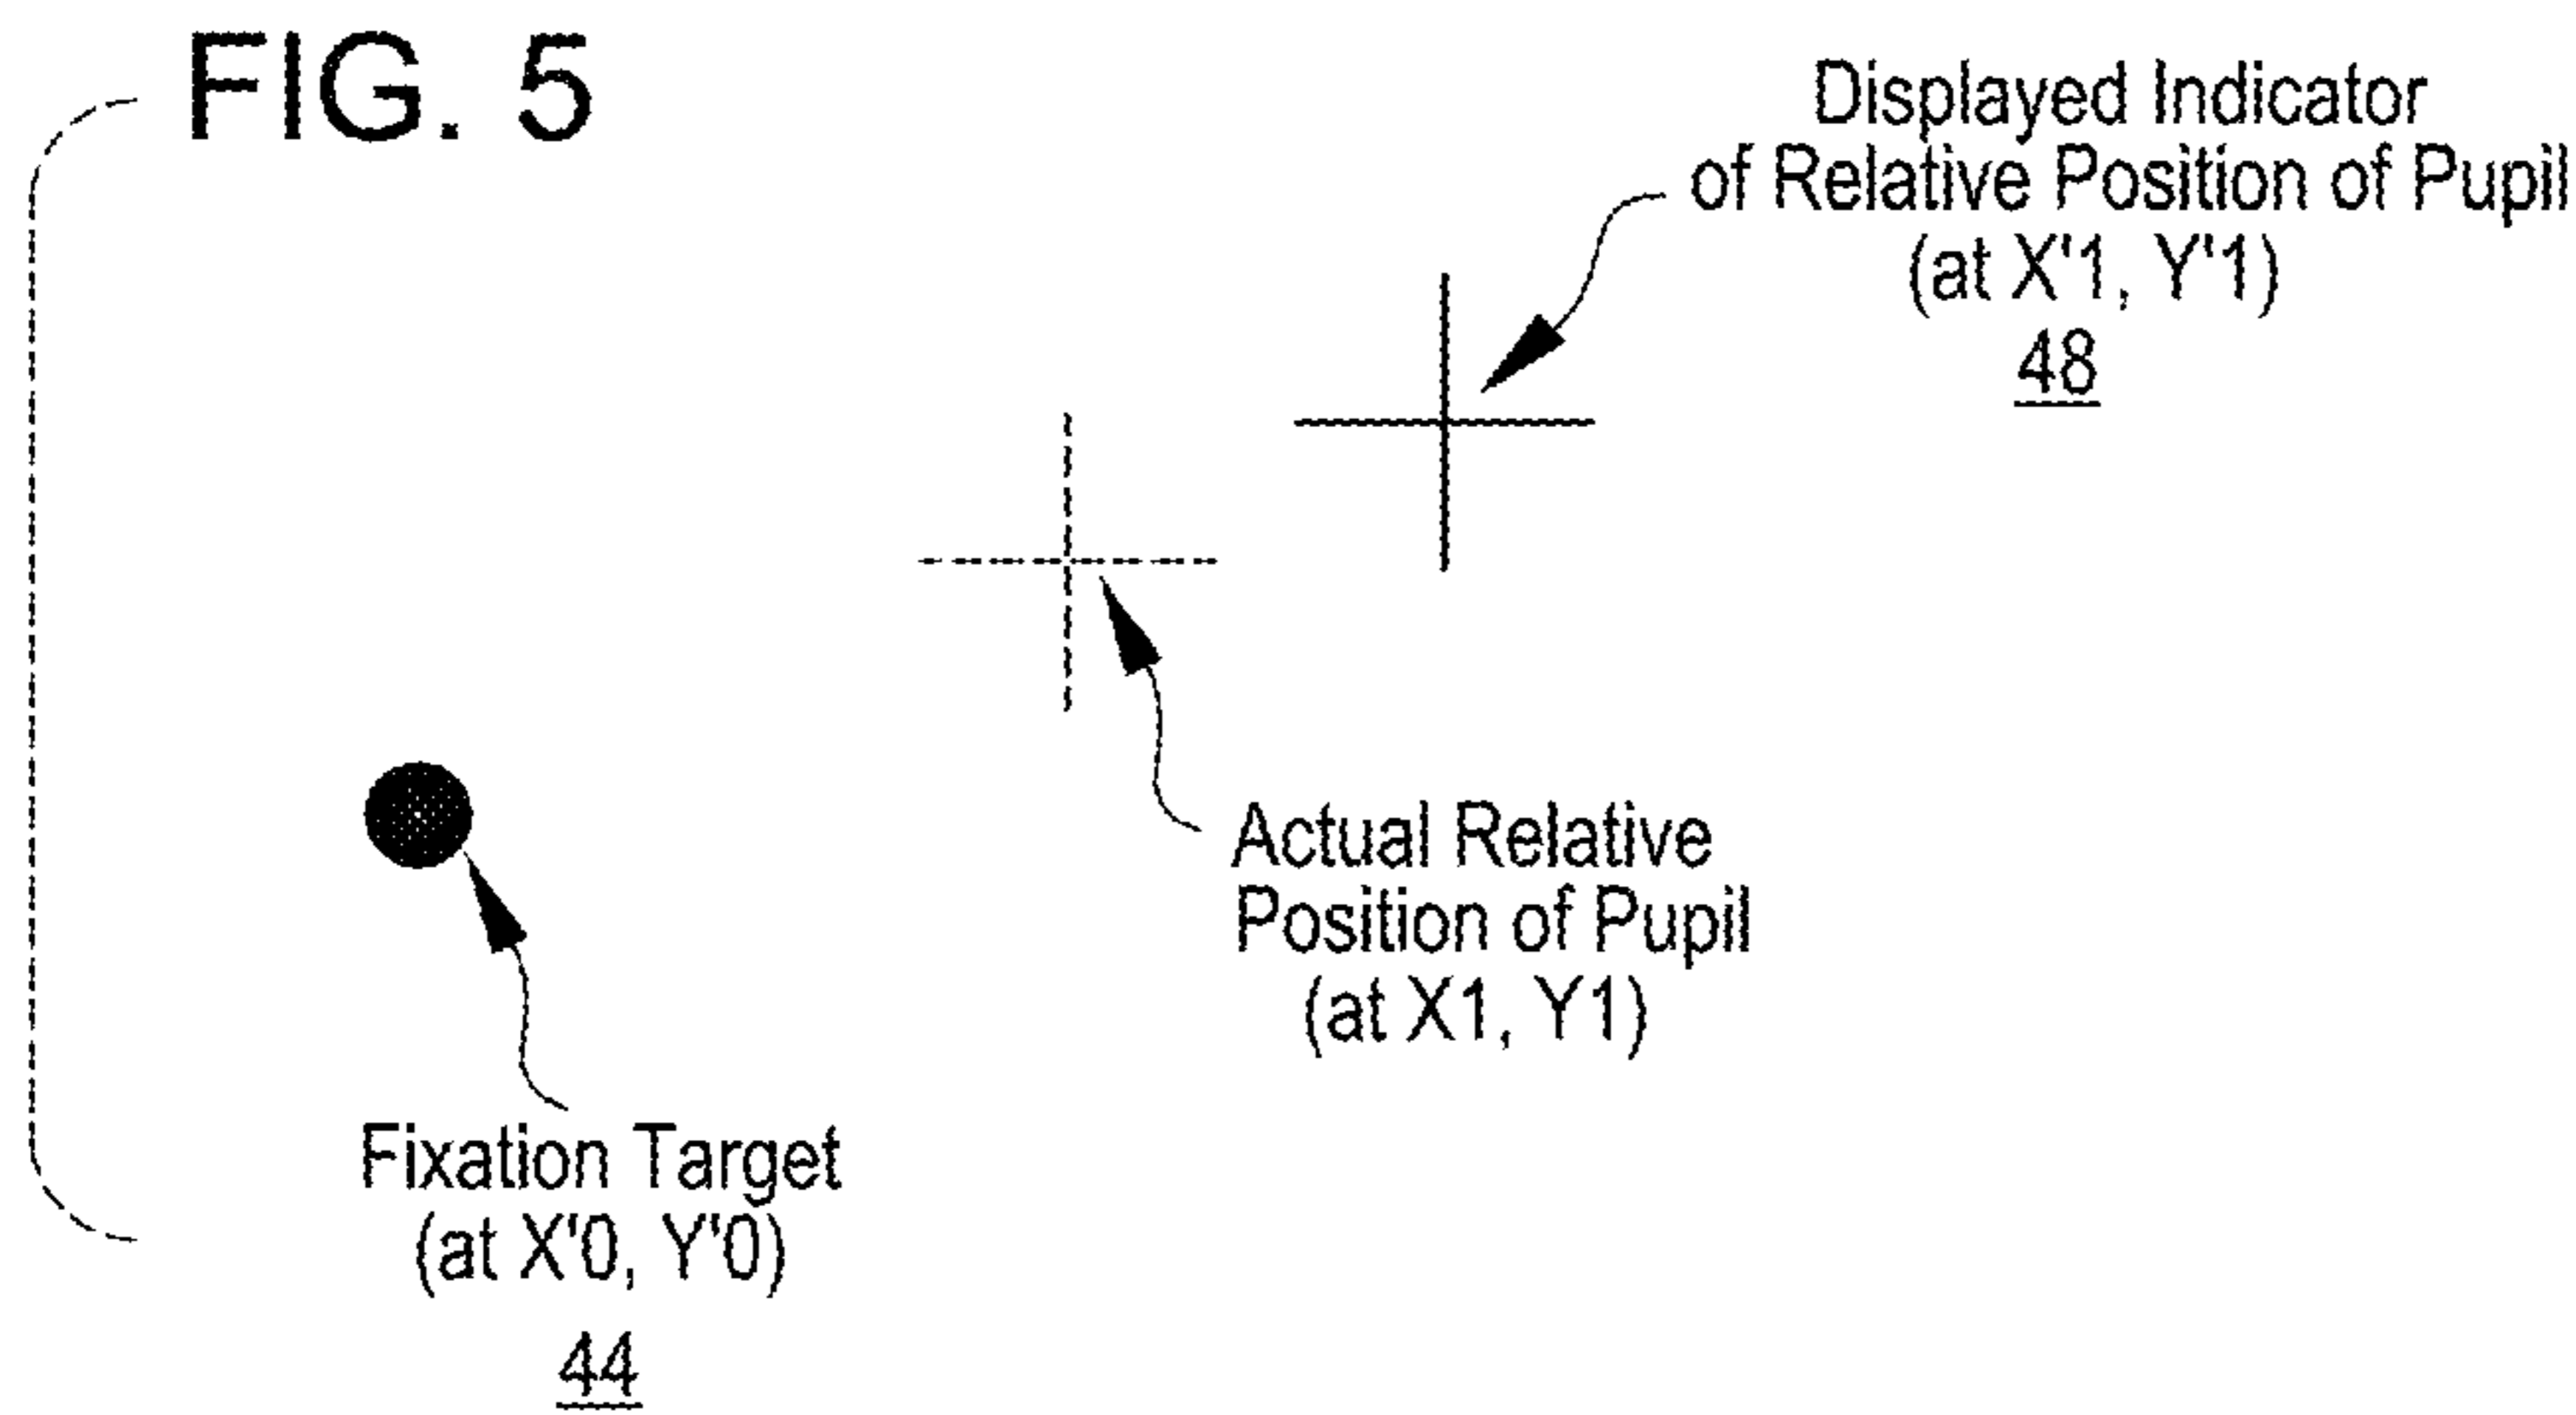 FIG. 5
Displayed Indicator
of Relative Position of Pupil
(at X'1, Y'1)
48
Actual Relative
Position of Pupil
(at X1, Y1)
Fixation Target
(at X'0, Y'0)
44